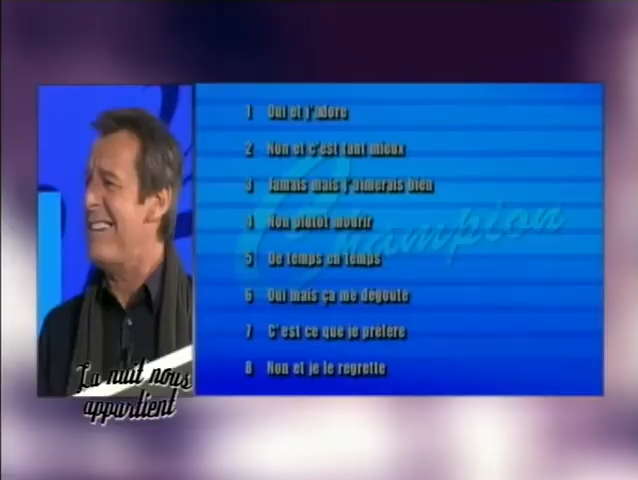 1 Oui et j'adore
2 Non et c'est tant mieux
3 Jamais mais j'aimerais bien
4 Non plutôt mourir
5 De temps en temps
6 Oui mais ça me dégoute
7 C'est ce que je préfère
8 Non et je le regrette
Champion
La nuit nous
appartient